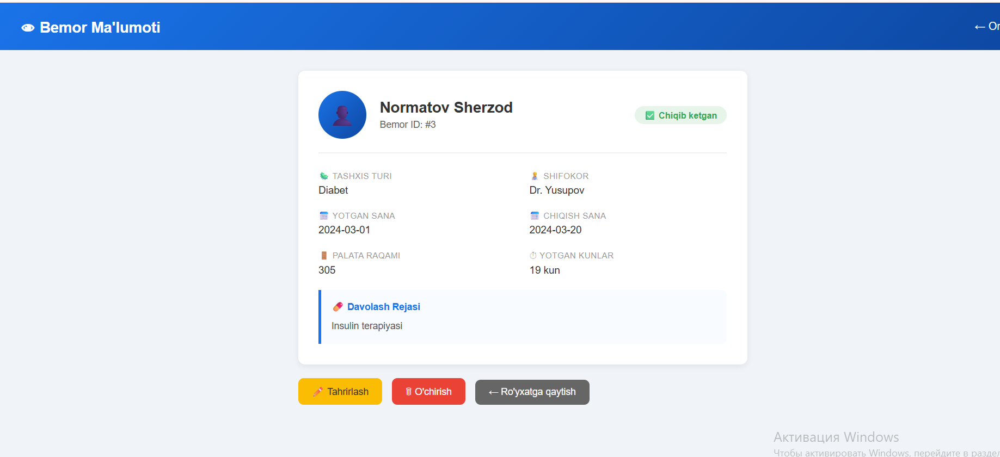 Bemor Ma'lumoti
← Or
Normatov Sherzod
Bemor ID: #3
Chiqib ketgan
TASHXIS TURI
Diabet
SHIFOKOR
Dr. Yusupov
YOTGAN SANA
2024-03-01
CHIQISH SANA
2024-03-20
PALATA RAQAMI
305
YOTGAN KUNLAR
19 kun
Davolash Rejasi
Insulin terapiyasi
Tahrirlash
O'chirish
← Ro'yxatga qaytish
Активация Windows
Чтобы активировать Windows, перейдите в раздел